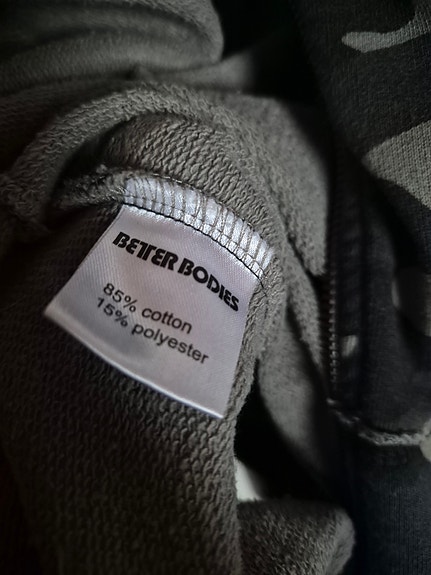 BETTER BODIES
85% cotton
15% polyester